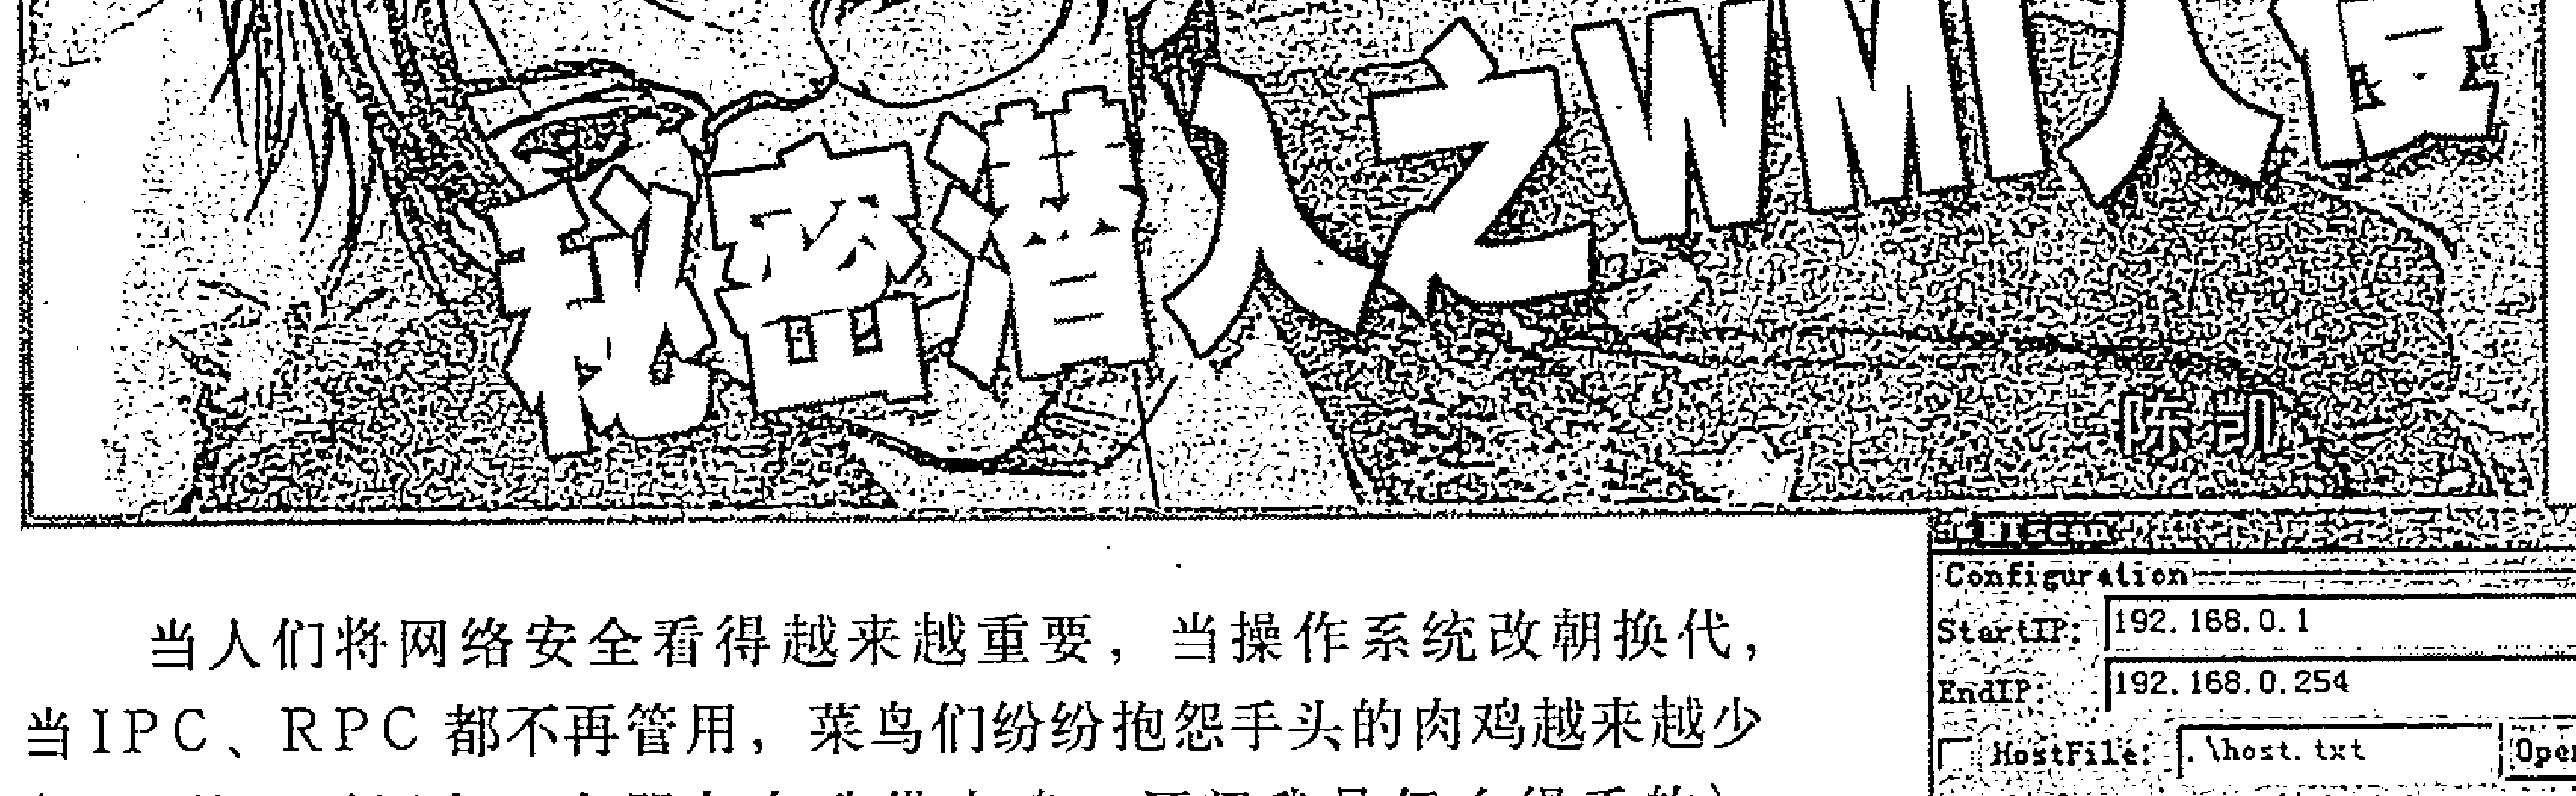 秘密潜入之WMI入侵
陈凯
当人们将网络安全看得越来越重要，当操作系统改朝换代，
当IPC、RPC都不再管用，菜鸟们纷纷抱怨手头的肉鸡越来越少
Configuration
StartIP: 192.168.0.1
EndIP: 192.168.0.254
HostFile: .\host.txt